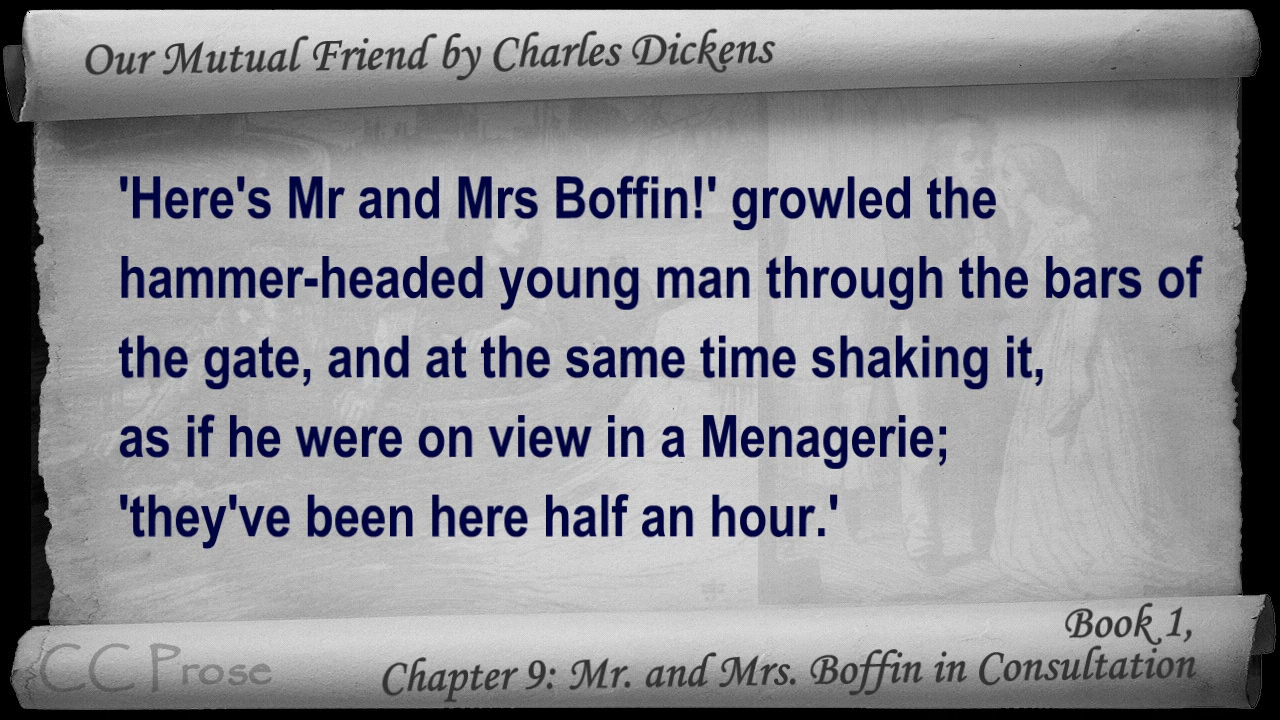 Our Mutual Friend by Charles Dickens
'Here's Mr and Mrs Boffin!' growled the
hammer-headed young man through the bars of
the gate, and at the same time shaking it,
as if he were on view in a Menagerie;
'they've been here half an hour.'
Book 1,
Chapter 9: Mr. and Mrs. Boffin in Consultation
CC Prose